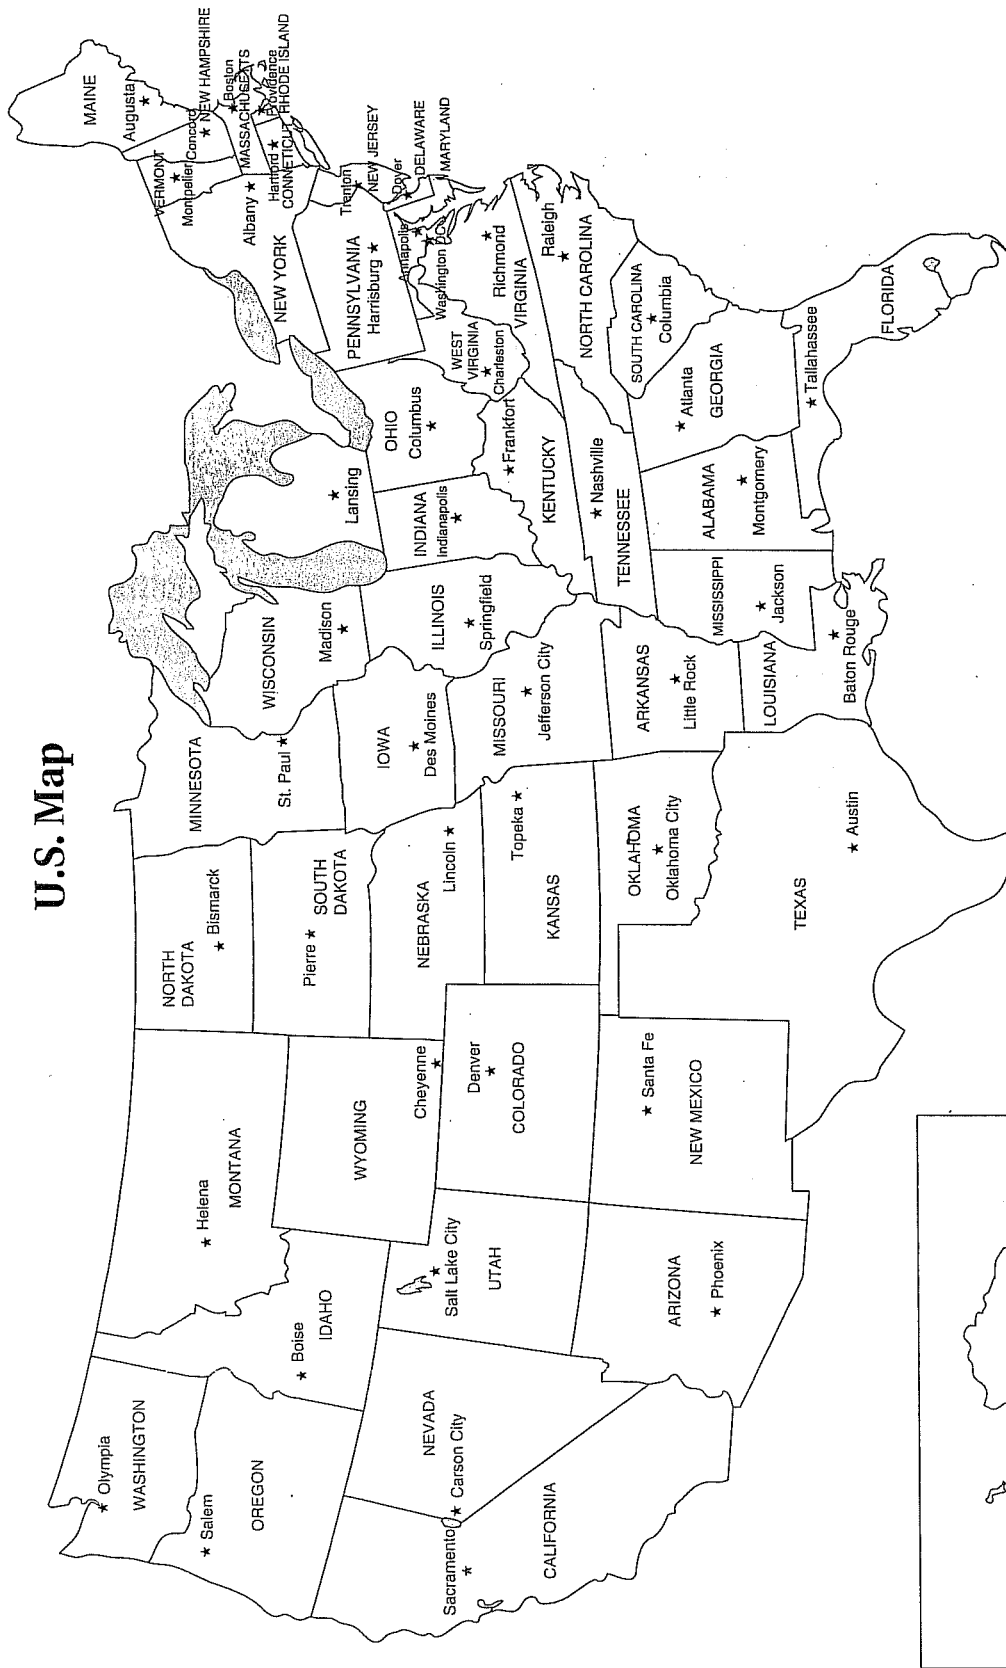 U.S. Map
WASHINGTON
Olympia
OREGON
Salem
CALIFORNIA
Sacramento
NEVADA
Carson City
IDAHO
Boise
MONTANA
Helena
WYOMING
Cheyenne
UTAH
Salt Lake City
ARIZONA
Phoenix
COLORADO
Denver
NEW MEXICO
Santa Fe
NORTH
DAKOTA
Bismarck
Pierre
SOUTH
DAKOTA
NEBRASKA
Lincoln
Topeka
KANSAS
OKLAHOMA
Oklahoma City
TEXAS
Austin
MINNESOTA
St. Paul
IOWA
Des Moines
MISSOURI
Jefferson City
ARKANSAS
Little Rock
LOUISIANA
Baton Rouge
WISCONSIN
Madison
ILLINOIS
Springfield
Lansing
INDIANA
Indianapolis
OHIO
Columbus
KENTUCKY
Frankfort
TENNESSEE
Nashville
MISSISSIPPI
Jackson
ALABAMA
Montgomery
Atlanta
GEORGIA
Tallahassee
FLORIDA
SOUTH CAROLINA
Columbia
Raleigh
NORTH CAROLINA
Richmond
VIRGINIA
WEST
VIRGINIA
Charleston
Washington DC
Annapolis
MARYLAND
DELAWARE
Dover
PENNSYLVANIA
Harrisburg
Trenton
NEW JERSEY
NEW YORK
Albany
VERMONT
Montpelier
Concord
NEW HAMPSHIRE
Boston
MASSACHUSETTS
Providence
RHODE ISLAND
Hartford
CONNETICUT
MAINE
Augusta